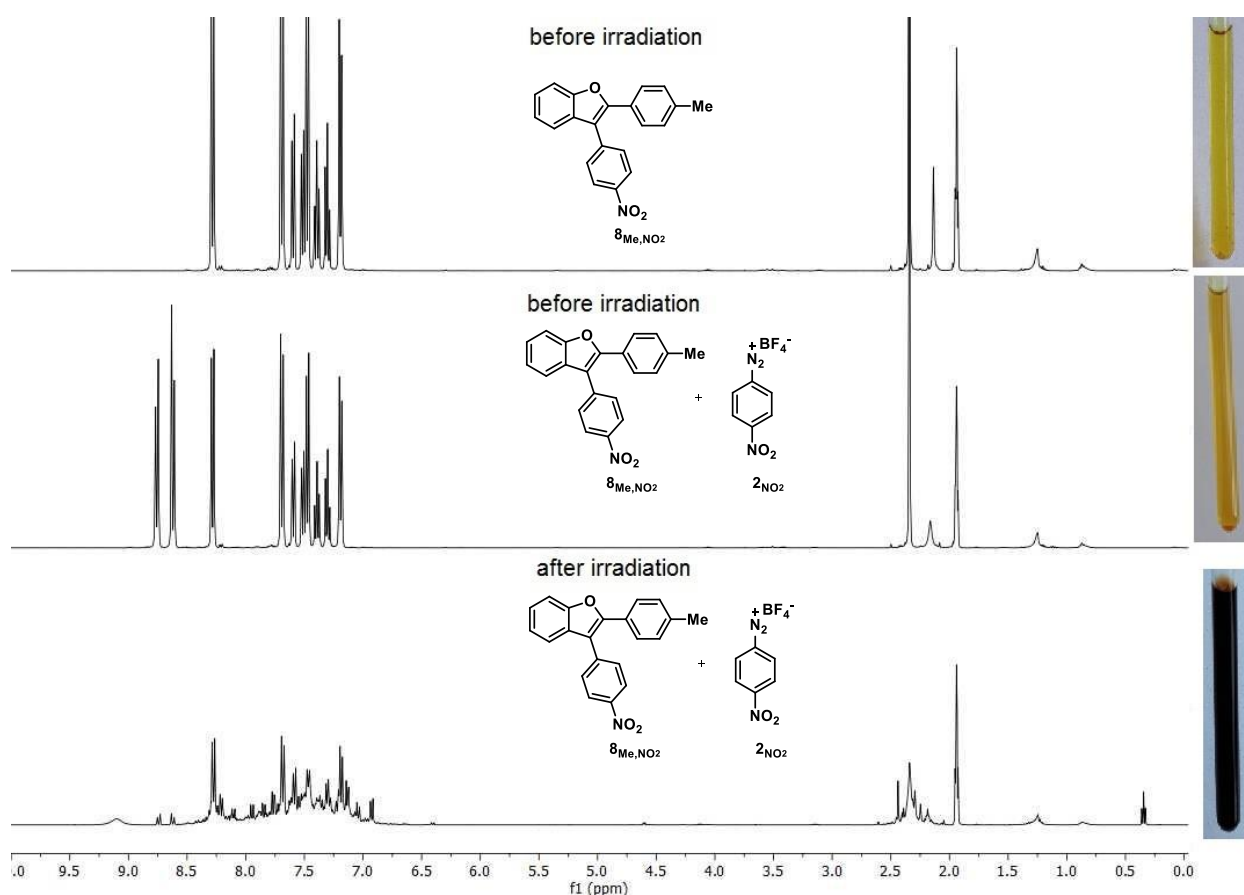 before irradiation
O
Me
NO2
8Me,NO2
before irradiation
O
Me
+
NO2
8Me,NO2
+BF4-
N2
NO2
2NO2
after irradiation
O
Me
+
NO2
8Me,NO2
+BF4-
N2
NO2
2NO2
.0 9.5 9.0 8.5 8.0 7.5 7.0 6.5 6.0 5.5 5.0 4.5 4.0 3.5 3.0 2.5 2.0 1.5 1.0 0.5 0.0
f1 (ppm)